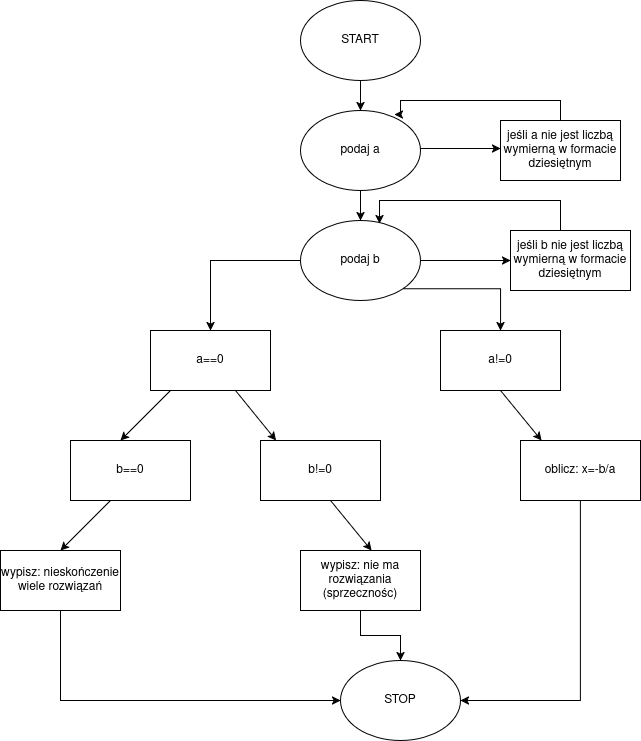 START
podaj a
jeśli a nie jest liczbą
wymierną w formacie
dziesiętnym
podaj b
jeśli b nie jest liczbą
wymierną w formacie
dziesiętnym
a==0
a!=0
b==0
b!=0
oblicz: x=-b/a
wypisz: nieskończenie
wiele rozwiązań
wypisz: nie ma
rozwiązania
(sprzecznośc)
STOP